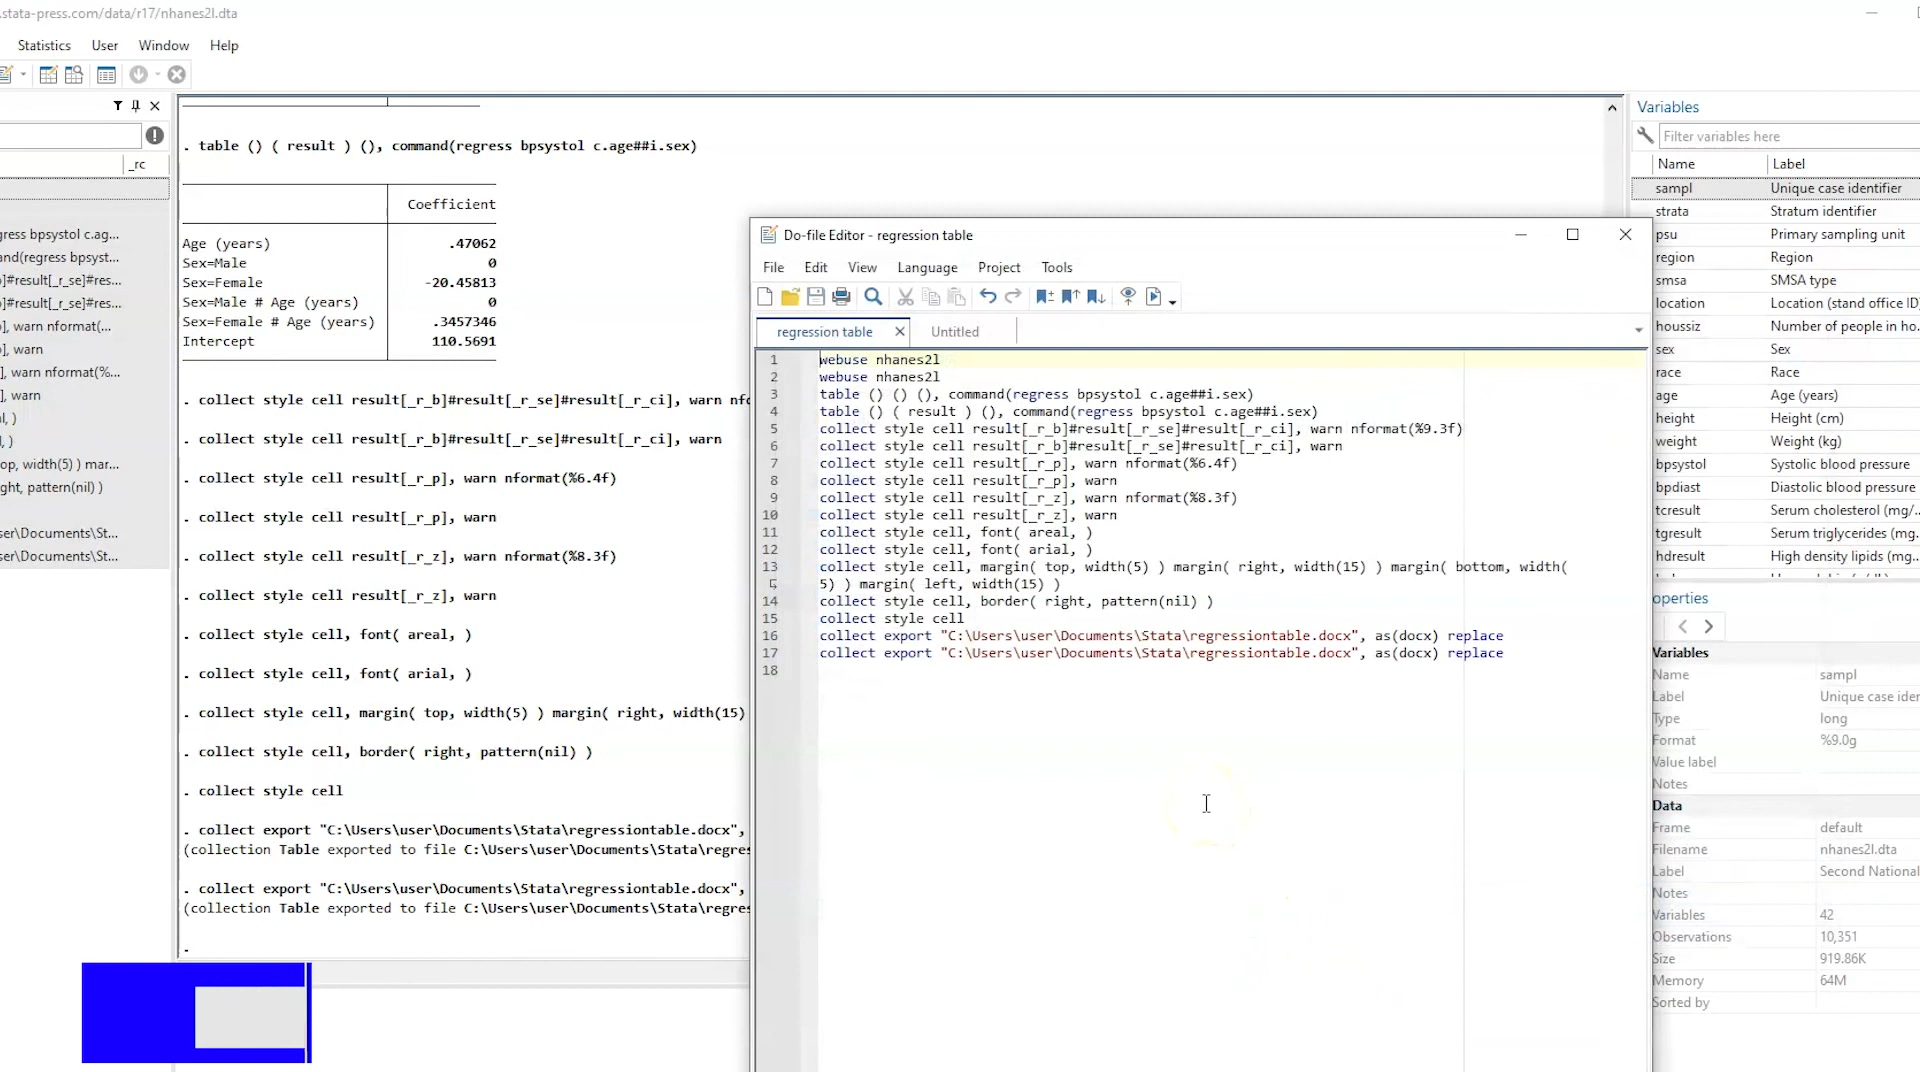 .stata-press.com/data/r17/nhanes2l.dta
Statistics User Window Help
_rc
gress bpsystol c.ag...
and(regress bpsyst...
]#result[_r_se]#res...
]#result[_r_se]#res...
], warn nformat(...
], warn
], warn nformat(%...
], warn
l, )
, )
op, width(5) ) mar...
ght, pattern(nil) )
ser\Documents\St...
ser\Documents\St...
. table () ( result ) (), command(regress bpsystol c.age##i.sex)
Coefficient
Age (years) .47062
Sex=Male 0
Sex=Female -20.45813
Sex=Male # Age (years) 0
Sex=Female # Age (years) .3457346
Intercept 110.5691
. collect style cell result[_r_b]#result[_r_se]#result[_r_ci], warn nfo
. collect style cell result[_r_b]#result[_r_se]#result[_r_ci], warn
. collect style cell result[_r_p], warn nformat(%6.4f)
. collect style cell result[_r_p], warn
. collect style cell result[_r_z], warn nformat(%8.3f)
. collect style cell result[_r_z], warn
. collect style cell, font( areal, )
. collect style cell, font( arial, )
. collect style cell, margin( top, width(5) ) margin( right, width(15)
. collect style cell, border( right, pattern(nil) )
. collect style cell
. collect export "C:\Users\user\Documents\Stata\regressiontable.docx",
(collection Table exported to file C:\Users\user\Documents\Stata\regres
. collect export "C:\Users\user\Documents\Stata\regressiontable.docx",
(collection Table exported to file C:\Users\user\Documents\Stata\regres
.
Do-file Editor - regression table
File Edit View Language Project Tools
regression table Untitled
1 webuse nhanes2l
2 webuse nhanes2l
3 table () () (), command(regress bpsystol c.age##i.sex)
4 table () ( result ) (), command(regress bpsystol c.age##i.sex)
5 collect style cell result[_r_b]#result[_r_se]#result[_r_ci], warn nformat(%9.3f)
6 collect style cell result[_r_b]#result[_r_se]#result[_r_ci], warn
7 collect style cell result[_r_p], warn nformat(%6.4f)
8 collect style cell result[_r_p], warn
9 collect style cell result[_r_z], warn nformat(%8.3f)
10 collect style cell result[_r_z], warn
11 collect style cell, font( areal, )
12 collect style cell, font( arial, )
13 collect style cell, margin( top, width(5) ) margin( right, width(15) ) margin( bottom, width(
5) ) margin( left, width(15) )
14 collect style cell, border( right, pattern(nil) )
15 collect style cell
16 collect export "C:\Users\user\Documents\Stata\regressiontable.docx", as(docx) replace
17 collect export "C:\Users\user\Documents\Stata\regressiontable.docx", as(docx) replace
18
Variables
Filter variables here
Name Label
sampl Unique case identifier
strata Stratum identifier
psu Primary sampling unit
region Region
smsa SMSA type
location Location (stand office ID)
houssiz Number of people in ho...
sex Sex
race Race
age Age (years)
height Height (cm)
weight Weight (kg)
bpsystol Systolic blood pressure
bpdiast Diastolic blood pressure
tcresult Serum cholesterol (mg/...
tgresult Serum triglycerides (mg...
hdresult High density lipids (mg...
operties
Variables
Name sampl
Label Unique case iden
Type long
Format %9.0g
Value label
Notes
Data
Frame default
Filename nhanes2l.dta
Label Second National
Notes
Variables 42
Observations 10,351
Size 919.86K
Memory 64M
Sorted by